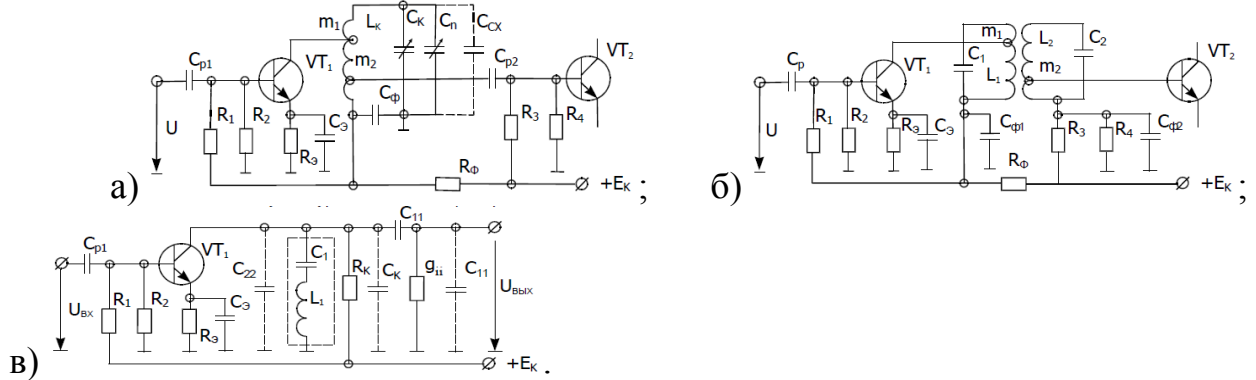 m₁ Lк Cк Cп Cсх
Cр1 VT₁ m₂ VT₂
Cф Cр2
U R₁ R₂ Rэ Cэ R₃ R₄
Rф
а) +Eк ;
m₁ C₁ L₁ L₂ m₂ C₂
Cр VT₁ VT₂
U R₁ R₂ Rэ Cэ Cф1 R₃ R₄ Cф2
Rф
б) +Eк ;
C₁₁
Cр1 VT₁ C₂₂ C₁ L₁ Rк Cк gᵢᵢ C₁₁
Uвх R₁ R₂ Rэ Cэ Uвых
в) +Eк .